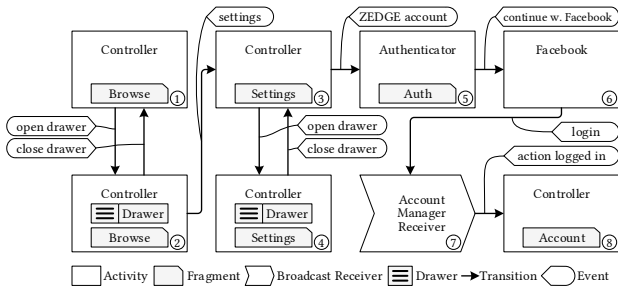 settings
ZEDGE account
continue w. Facebook
Controller
Browse
1
Controller
Settings
3
Authenticator
Auth
5
Facebook
6
open drawer
close drawer
open drawer
close drawer
login
action logged in
Controller
Drawer
Browse
2
Controller
Drawer
Settings
4
Account
Manager
Receiver
7
Controller
Account
8
Activity
Fragment
Broadcast Receiver
Drawer
Transition
Event